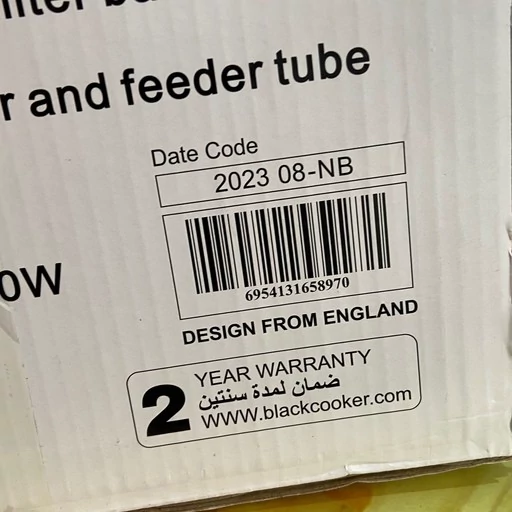 r and feeder tube
Date Code
2023 08-NB
0W
6954131658970
DESIGN FROM ENGLAND
2 YEAR WARRANTY
ضمان لمدة سنتين
WWW.blackcooker.com